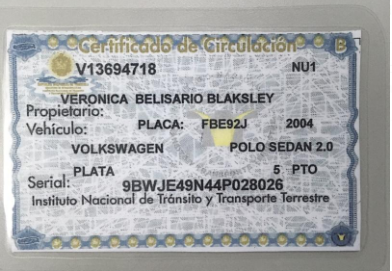 Certificado de Circulación B
V13694718 NU1
VERONICA BELISARIO BLAKSLEY
Propietario:
Vehículo: PLACA: FBE92J 2004
VOLKSWAGEN POLO SEDAN 2.0
PLATA 5 PTO
Serial: 9BWJE49N44P028026
Instituto Nacional de Tránsito y Transporte Terrestre